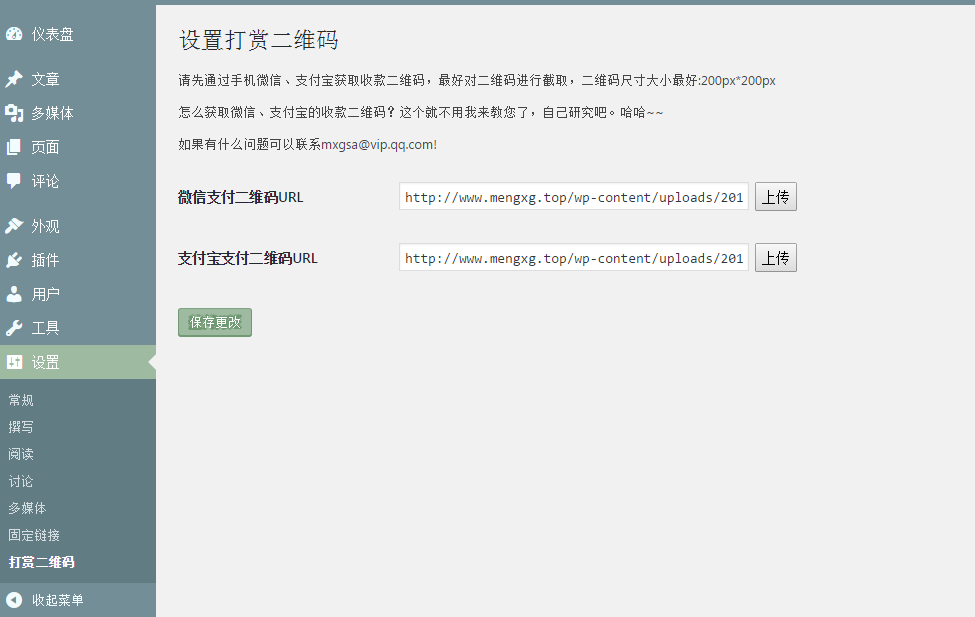 仪表盘
文章
多媒体
页面
评论
外观
插件
用户
工具
设置
常规
撰写
阅读
讨论
多媒体
固定链接
打赏二维码
收起菜单
设置打赏二维码
请先通过手机微信、支付宝获取收款二维码，最好对二维码进行截取，二维码尺寸大小最好:200px*200px
怎么获取微信、支付宝的收款二维码？这个就不用我来教您了，自己研究吧。哈哈~~
如果有什么问题可以联系mxgsa@vip.qq.com!
微信支付二维码URL http://www.mengxg.top/wp-content/uploads/201 上传
支付宝支付二维码URL http://www.mengxg.top/wp-content/uploads/201 上传
保存更改